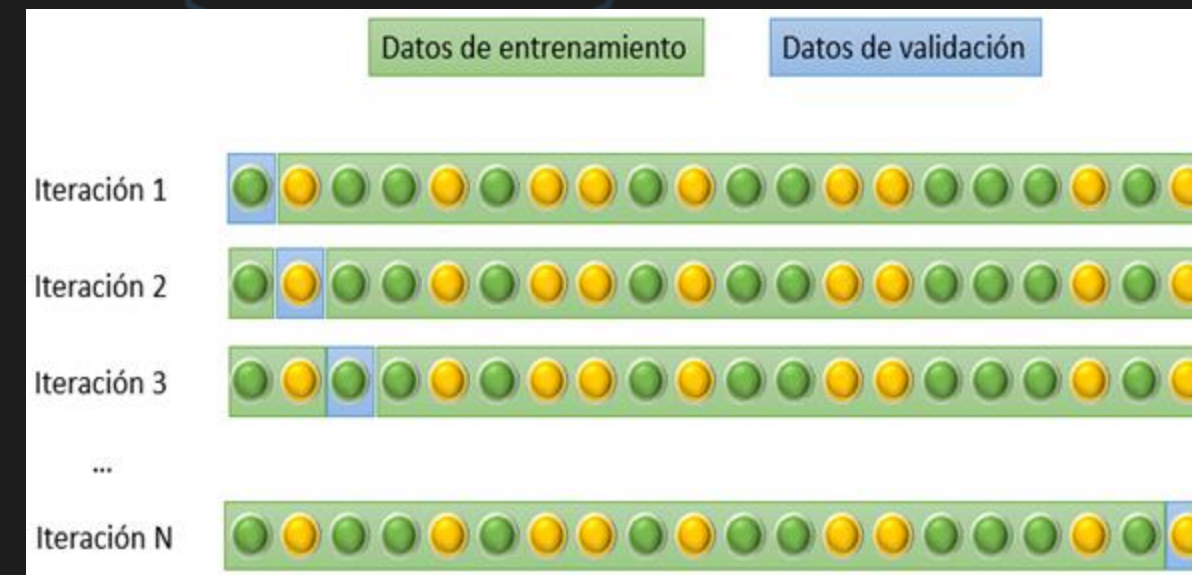 Datos de entrenamiento
Datos de validación
Iteración 1
Iteración 2
Iteración 3
...
Iteración N